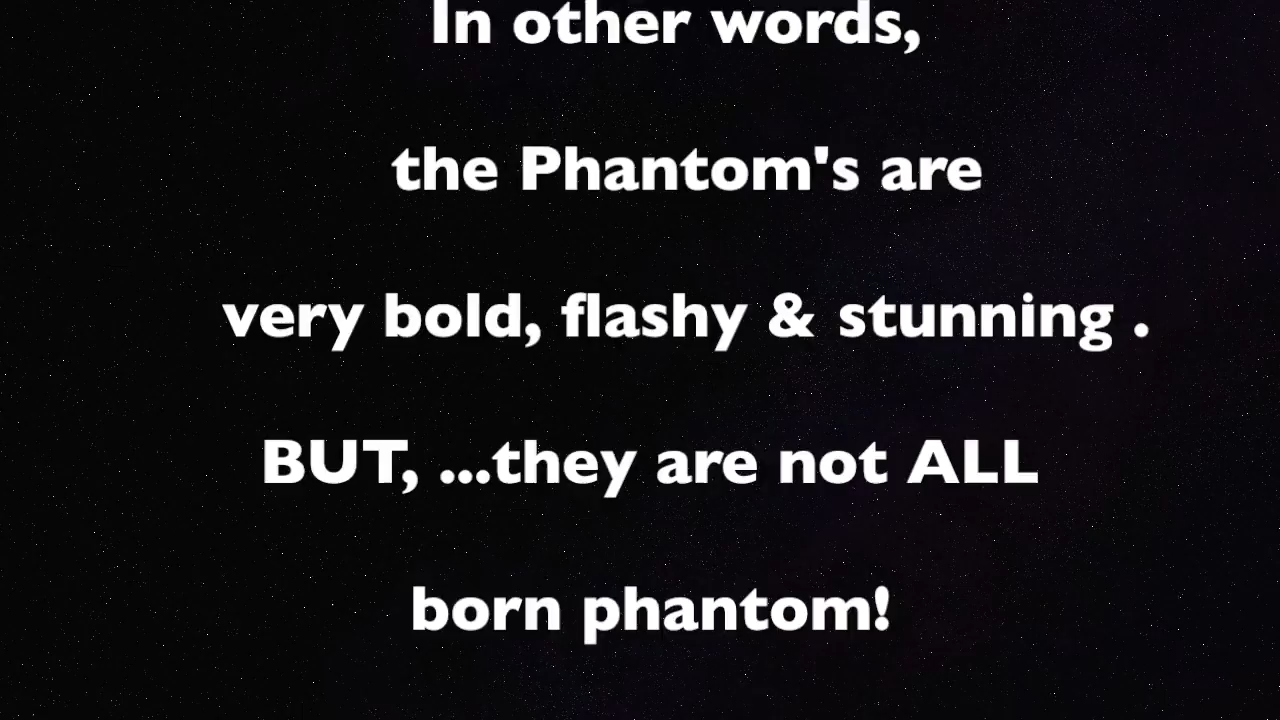 In other words,
the Phantom's are
very bold, flashy & stunning .
BUT, ...they are not ALL
born phantom!